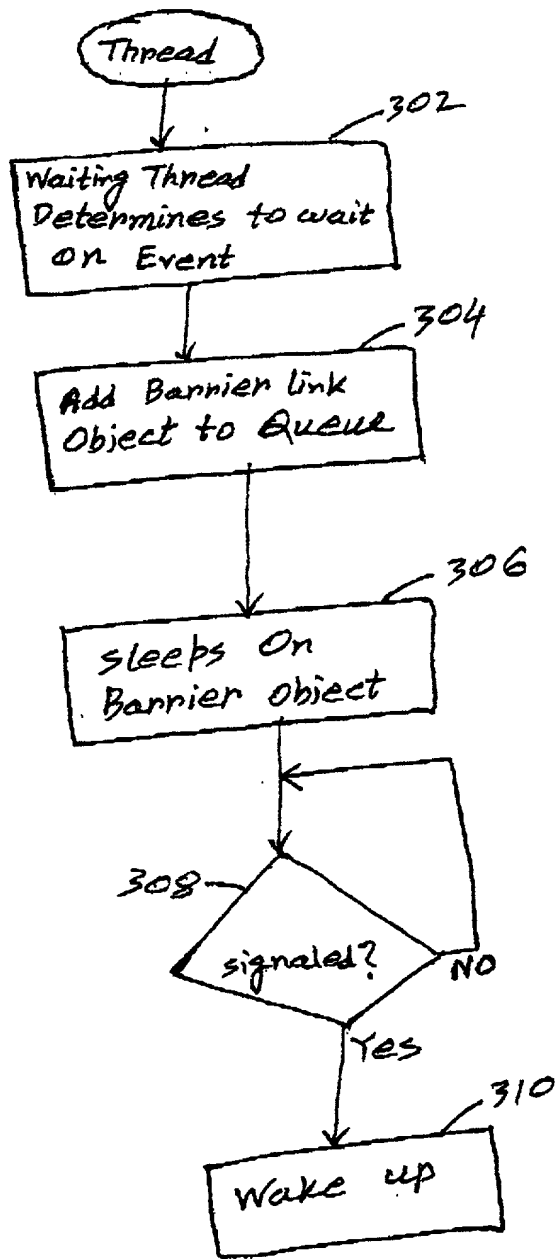 Thread
302
Waiting Thread
Determines to wait
on Event
304
Add Barrier link
Object to Queue
306
Sleeps On
Barrier Object
308
signaled?
NO
Yes
310
Wake up